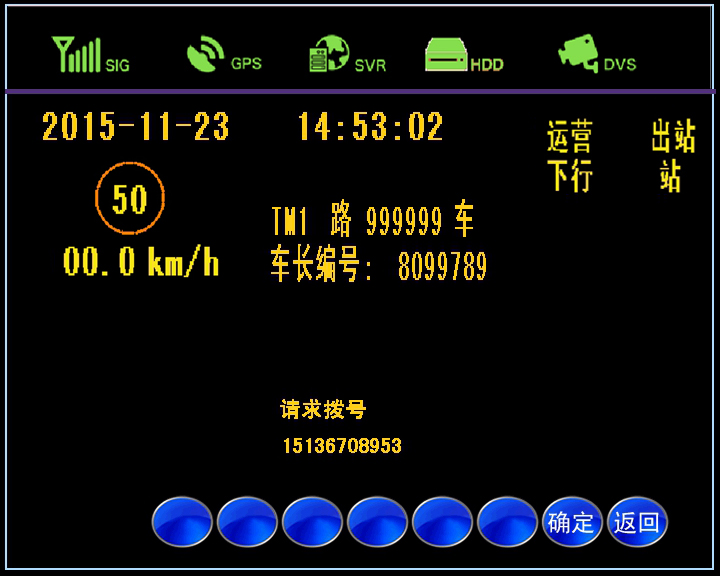 SIG GPS SVR HDD DVS
2015-11-23 14:53:02
运营 出站
下行 站
50
TM1 路 999999 车
00.0 km/h
车长编号: 8099789
请求拨号
15136708953
确定 返回